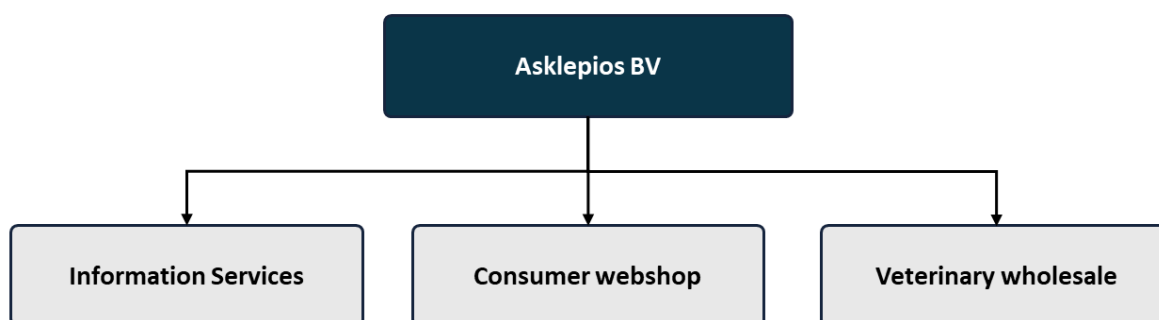 Asklepios BV
Information Services
Consumer webshop
Veterinary wholesale